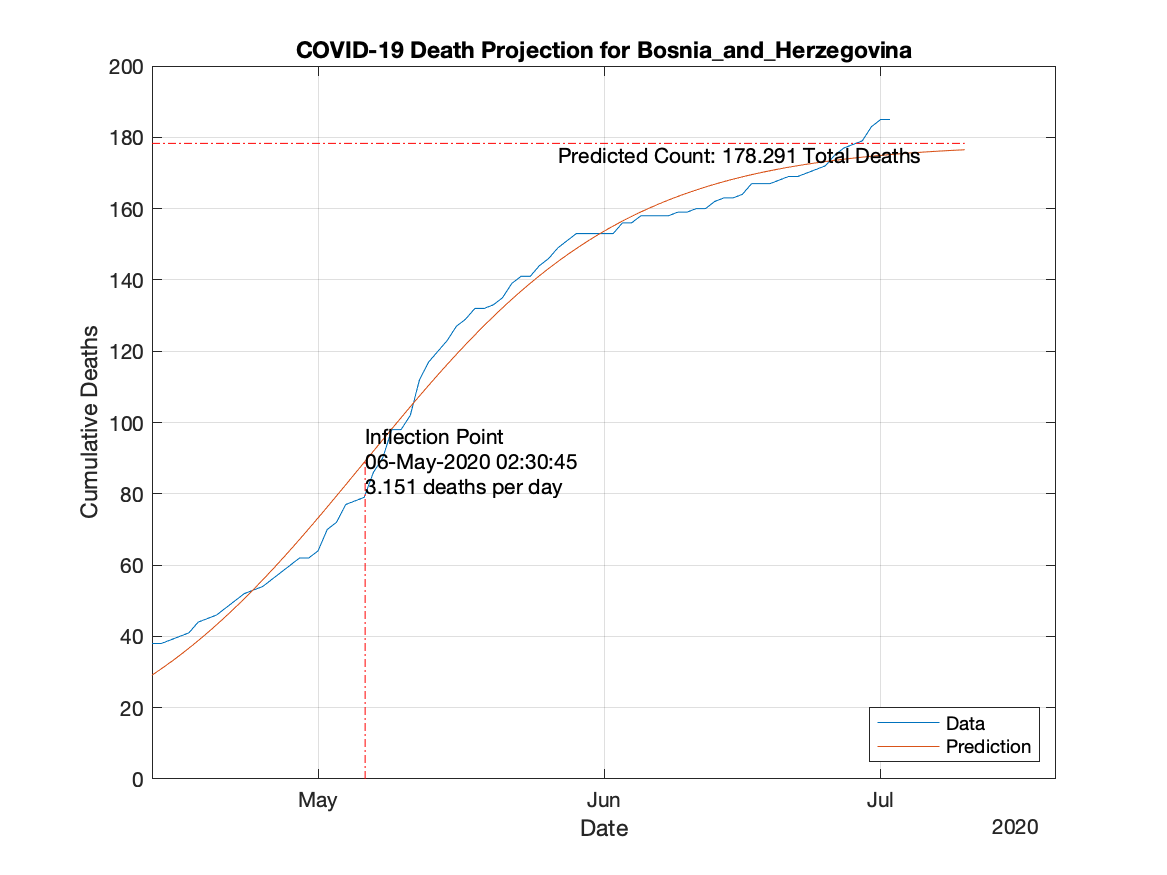 COVID-19 Death Projection for Bosnia_and_Herzegovina
200
180
160
140
120
100
80
60
40
20
0
Cumulative Deaths
Predicted Count: 178.291 Total Deaths
Inflection Point
06-May-2020 02:30:45
3.151 deaths per day
Data
Prediction
May
Jun
Jul
Date
2020